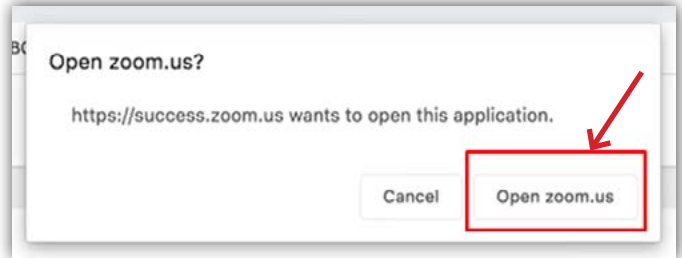 Open zoom.us?
https://success.zoom.us wants to open this application.
Cancel
Open zoom.us